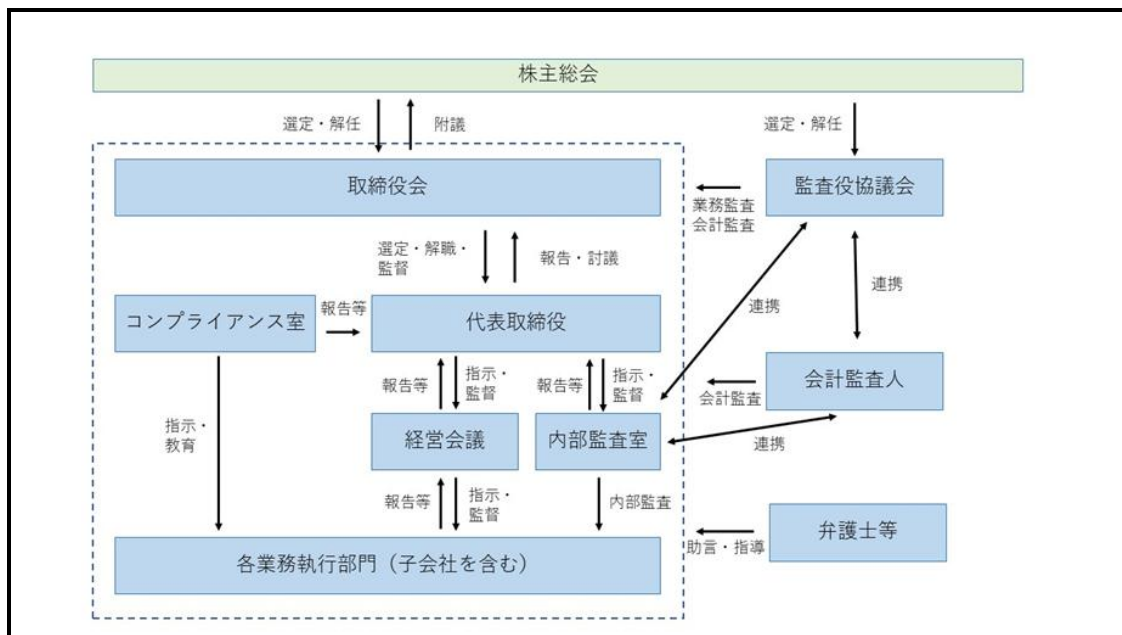 株主総会
選定・解任
附議
選定・解任
取締役会
監査役協議会
業務監査
会計監査
選定・解職・
監督
報告・討議
連携
連携
コンプライアンス室
報告等
代表取締役
会計監査人
報告等
指示・
監督
報告等
指示・
監督
会計監査
指示・
教育
経営会議
内部監査室
連携
報告等
指示・
監督
内部監査
弁護士等
助言・指導
各業務執行部門（子会社を含む）